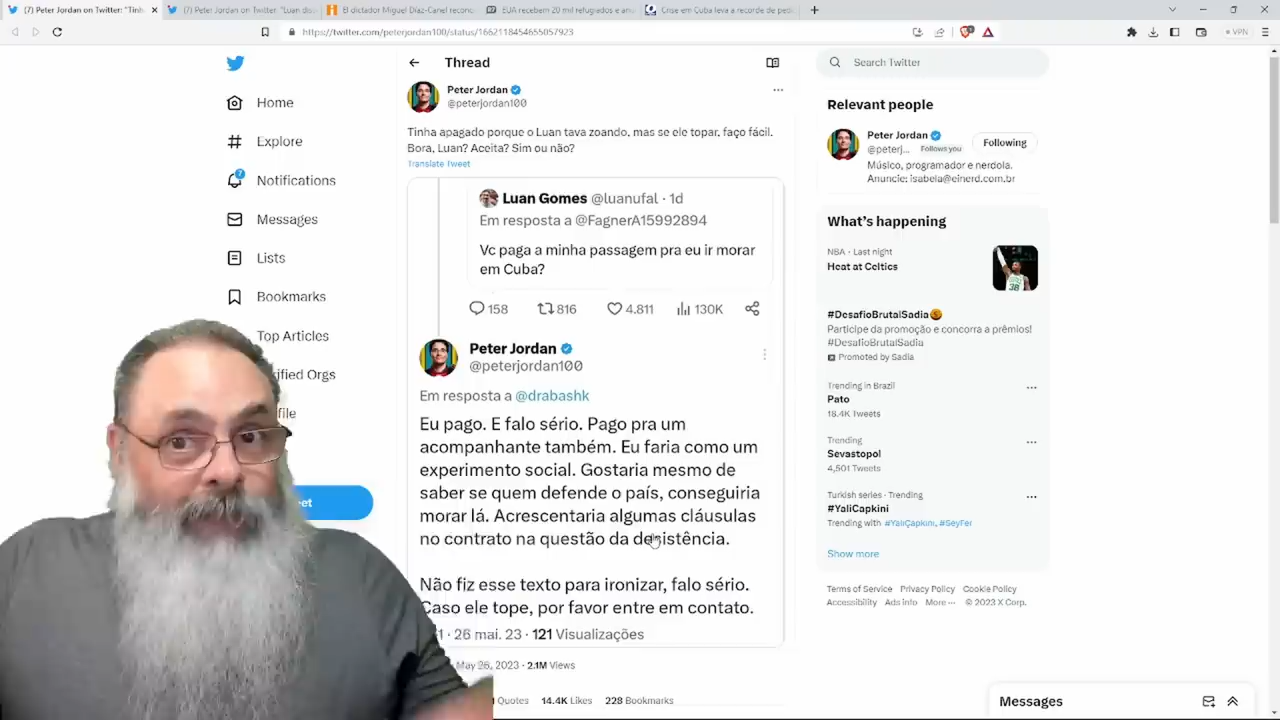 (7) Peter Jordan on Twitter: "Tinh
Peter Jordan on Twitter: "Luan
El dictador Miguel Díaz-Canel recono
EUA recebem 20 mil refugiados e
Crise em Cuba leva a recorde de
https://twitter.com/peterjordan100/status/1662118454655057923
VPN
Home
Explore
7
Notifications
Messages
Lists
Bookmarks
Top Articles
Thread
Peter Jordan
@peterjordan100
Tinha apagado porque o Luan tava zoando, mas se ele topar, faço fácil.
Bora, Luan? Aceita? Sim ou não?
Translate Tweet
Luan Gomes @luanufal · 1d
Em resposta a @FagnerA15992894
Vc paga a minha passagem pra eu ir morar
em Cuba?
158 816 4.811 130K
Peter Jordan
@peterjordan100
Em resposta a @drabashk
Eu pago. E falo sério. Pago pra um
acompanhante também. Eu faria como um
experimento social. Gostaria mesmo de
saber se quem defende o país, conseguiria
morar lá. Acrescentaria algumas cláusulas
no contrato na questão da desistência.
Não fiz esse texto para ironizar, falo sério.
Caso ele tope, por favor entre em contato.
26 mai. 23 · 121 Visualizações
May 26, 2023 · 2.1M Views
Quotes 14.4K Likes 228 Bookmarks
Search Twitter
Relevant people
Peter Jordan
@peterj... Follows you
Following
Músico, programador e nerdola.
Anuncie: isabela@einerd.com.br
What's happening
NBA · Last night
Heat at Celtics
#DesafioBrutalSadia
Participe da promoção e concorra a prêmios!
#DesafioBrutalSadia
Promoted by Sadia
Trending in Brazil
Pato
18.4K Tweets
Trending
Sevastopol
4,501 Tweets
Turkish series · Trending
#YaliCapkini
Trending with #YalıÇapkını, #SeyFer
Show more
Terms of Service Privacy Policy Cookie Policy
Accessibility Ads info More ··· © 2023 X Corp.
Messages